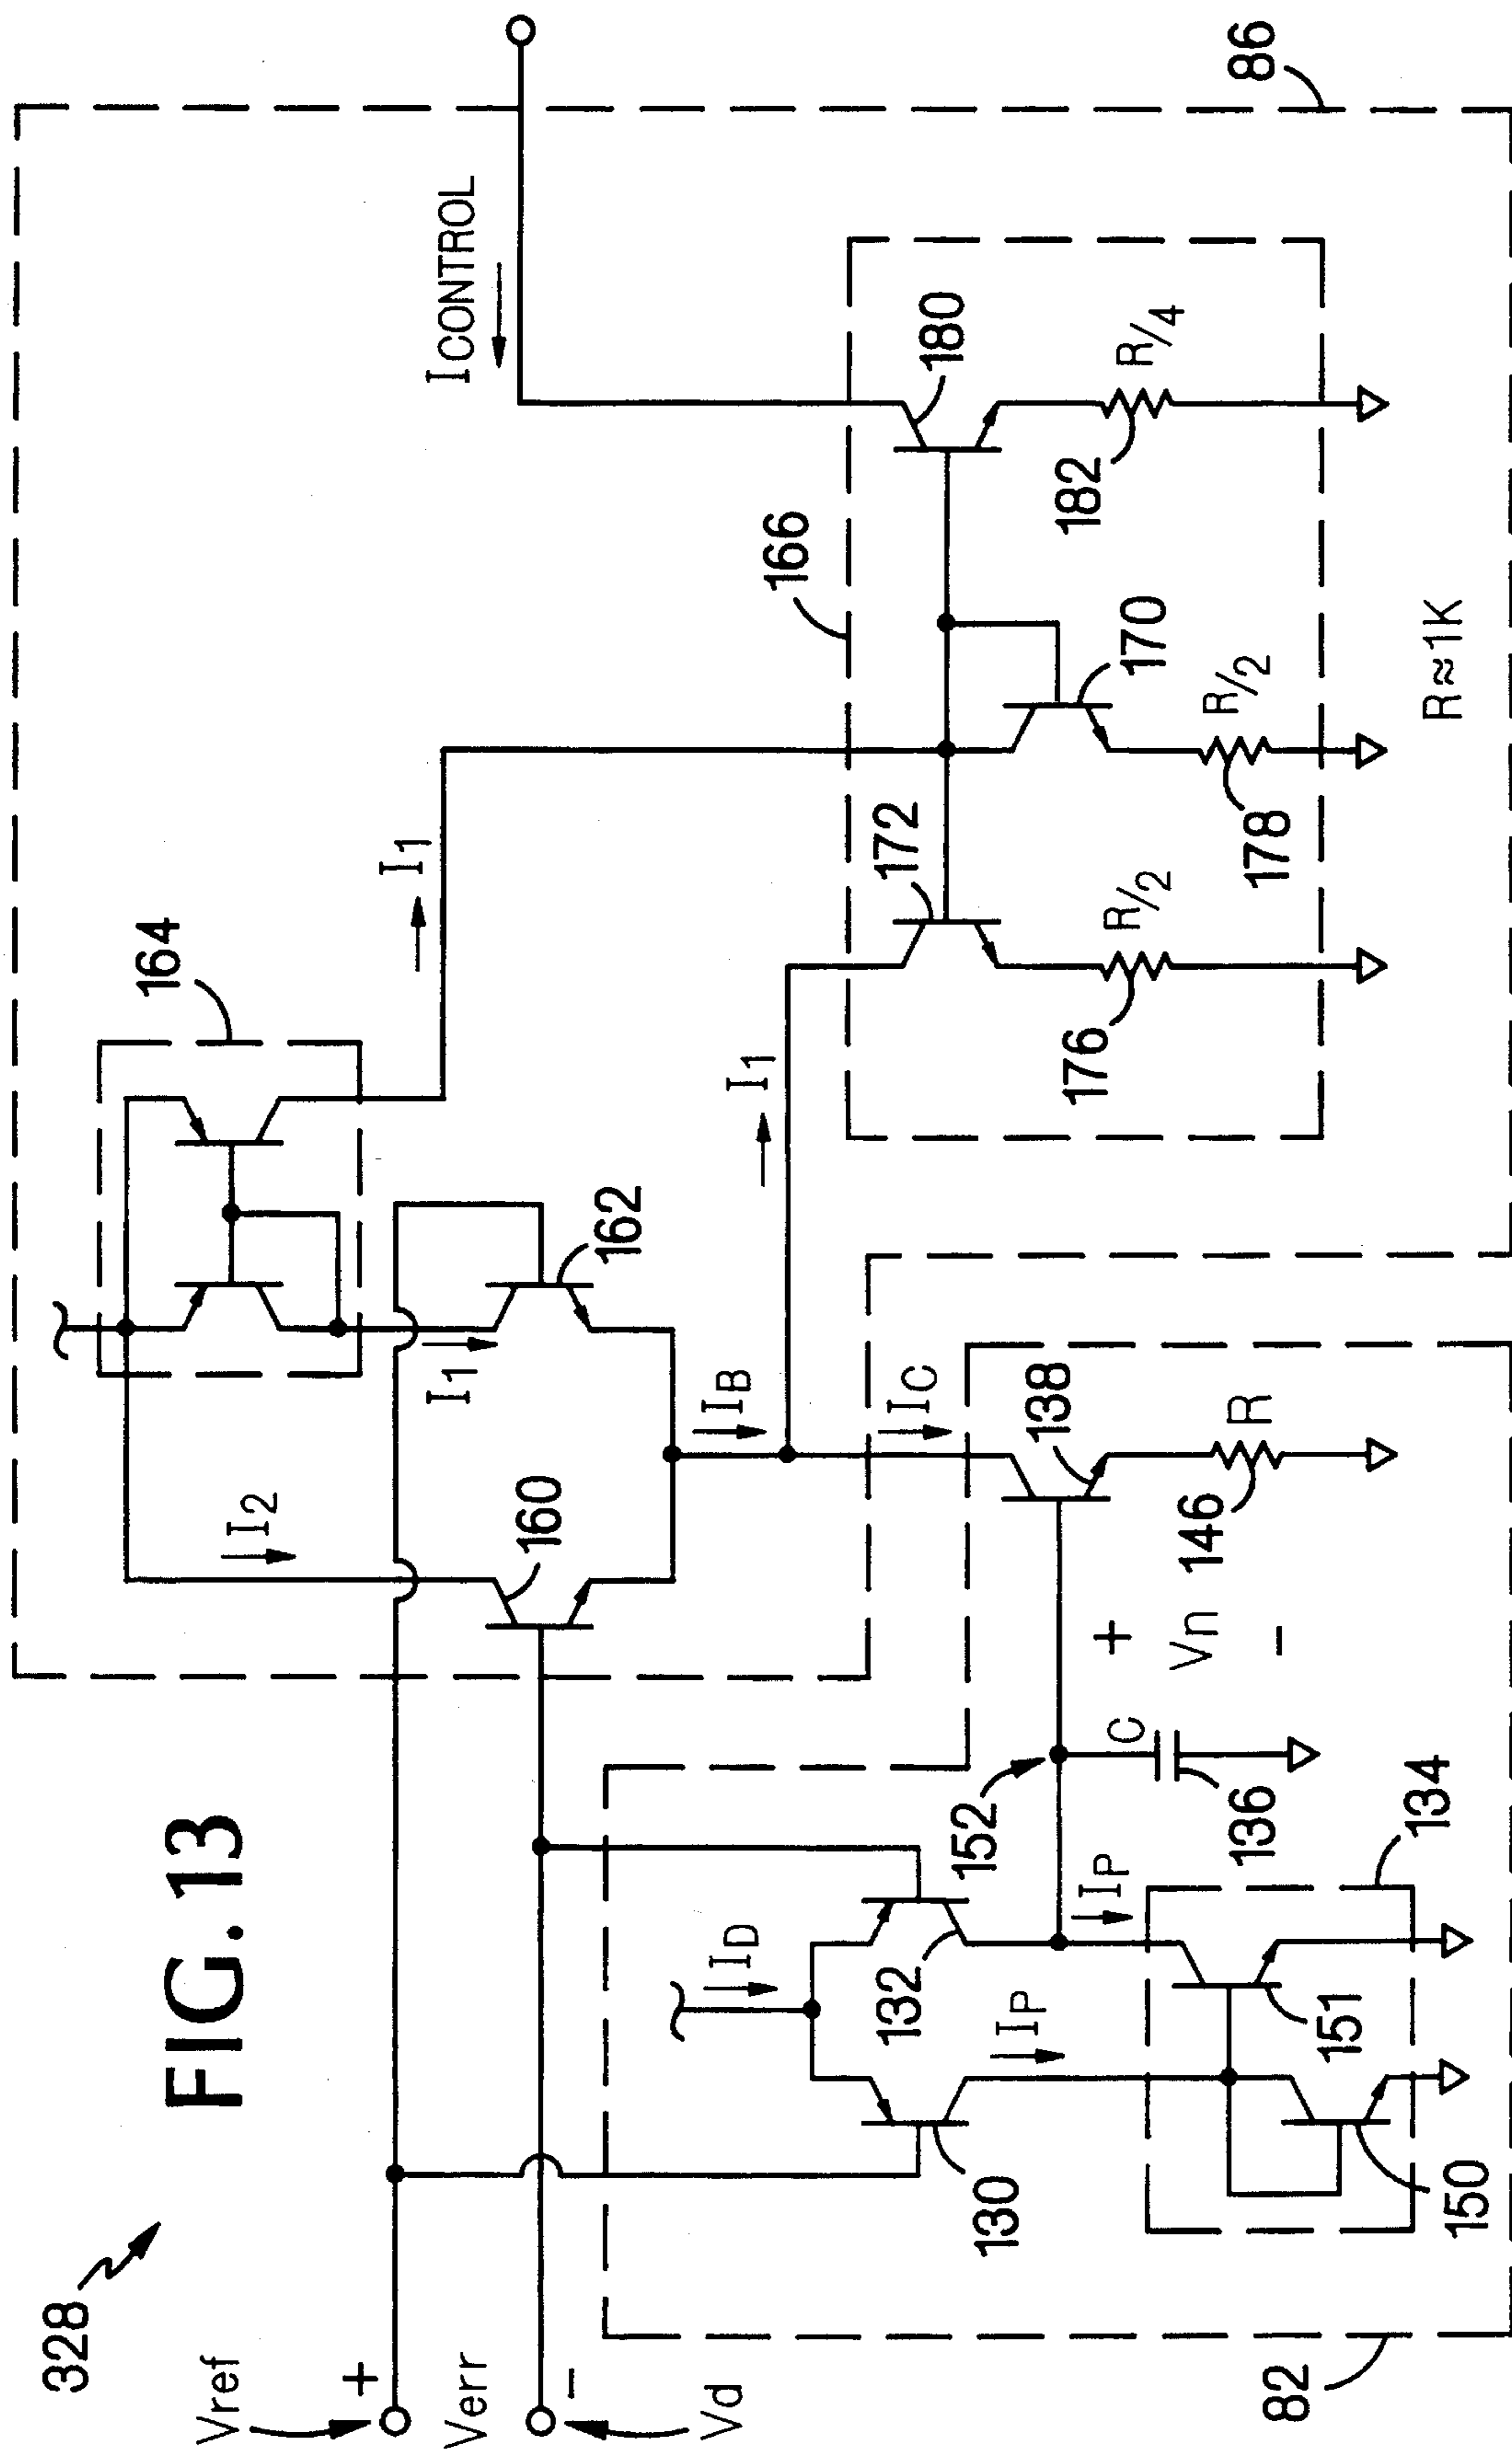 FIG. 13
328
Vref
+
Verr
−
Vd
82
86
164
I2
I1
I1
162
160
IB
I1
IC
ICONTROL
166
172
180
170
R/2
R/2
R/4
176
178
182
R≈1K
138
R
146
+
Vn
−
152
C
136
134
ID
130
132
IP
IP
150
151